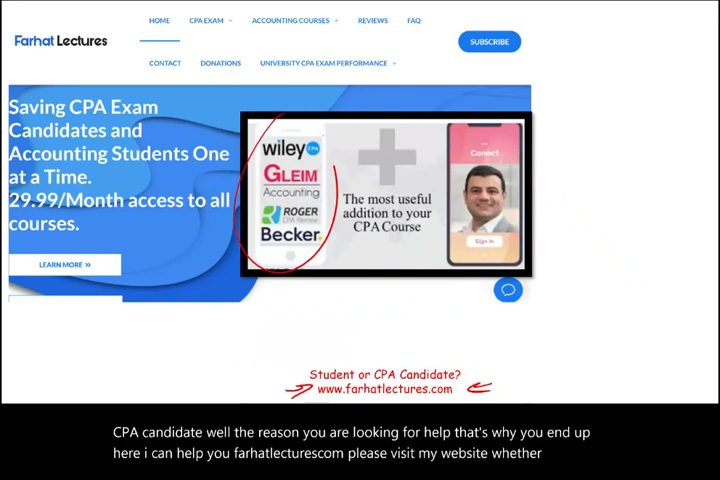 Farhat Lectures
HOME
CPA EXAM
ACCOUNTING COURSES
REVIEWS
FAQ
SUBSCRIBE
CONTACT
DONATIONS
UNIVERSITY CPA EXAM PERFORMANCE
Saving CPA Exam
Candidates and
Accounting Students One
at a Time.
29.99/Month access to all
courses.
LEARN MORE »
wiley CPA
GLEIM
Accounting
ROGER
CPA Review
Becker
The most useful
addition to your
CPA Course
Conect
Sign in
Student or CPA Candidate?
www.farhatlectures.com
CPA candidate well the reason you are looking for help that's why you end up
here i can help you farhatlecturescom please visit my website whether